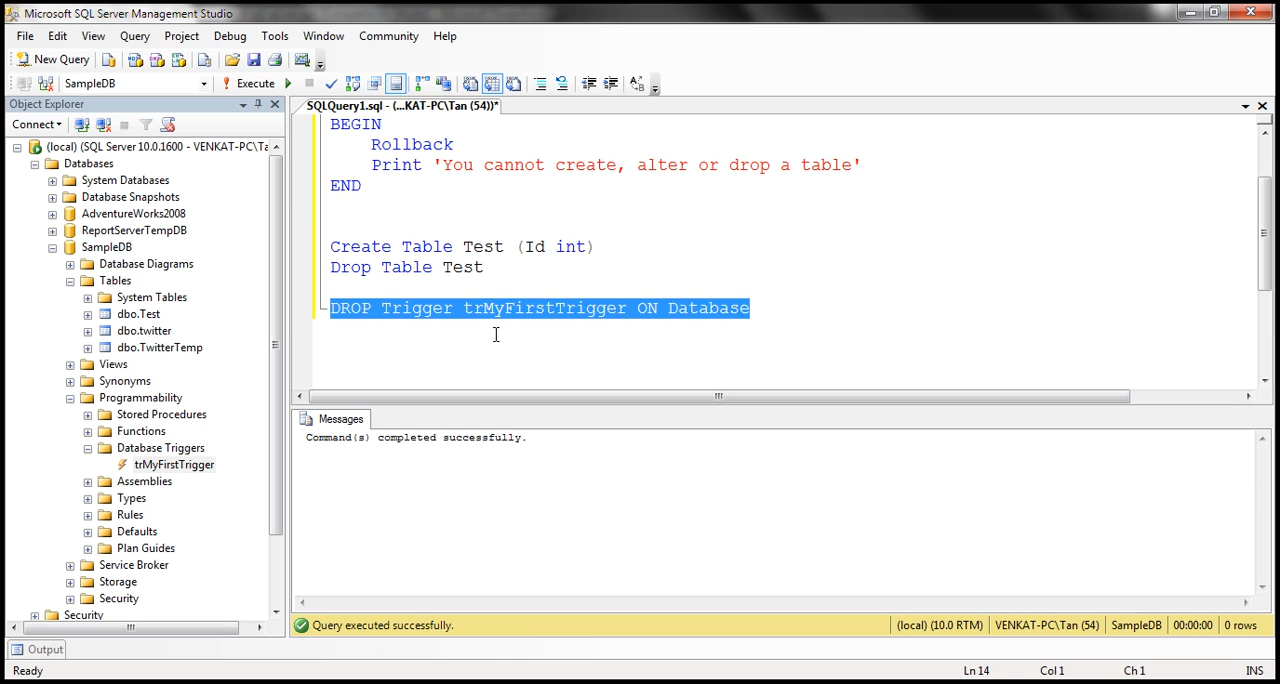 Microsoft SQL Server Management Studio
File Edit View Query Project Debug Tools Window Community Help
New Query
SampleDB Execute
Object Explorer
SQLQuery1.sql - (...KAT-PC\Tan (54))*
Connect
(local) (SQL Server 10.0.1600 - VENKAT-PC\Ta
Databases
System Databases
Database Snapshots
AdventureWorks2008
ReportServerTempDB
SampleDB
Database Diagrams
Tables
System Tables
dbo.Test
dbo.twitter
dbo.TwitterTemp
Views
Synonyms
Programmability
Stored Procedures
Functions
Database Triggers
trMyFirstTrigger
Assemblies
Types
Rules
Defaults
Plan Guides
Service Broker
Storage
Security
Security
BEGIN
Rollback
Print 'You cannot create, alter or drop a table'
END
Create Table Test (Id int)
Drop Table Test
DROP Trigger trMyFirstTrigger ON Database
Messages
Command(s) completed successfully.
Query executed successfully. (local) (10.0 RTM) VENKAT-PC\Tan (54) SampleDB 00:00:00 0 rows
Output
Ready Ln 14 Col 1 Ch 1 INS